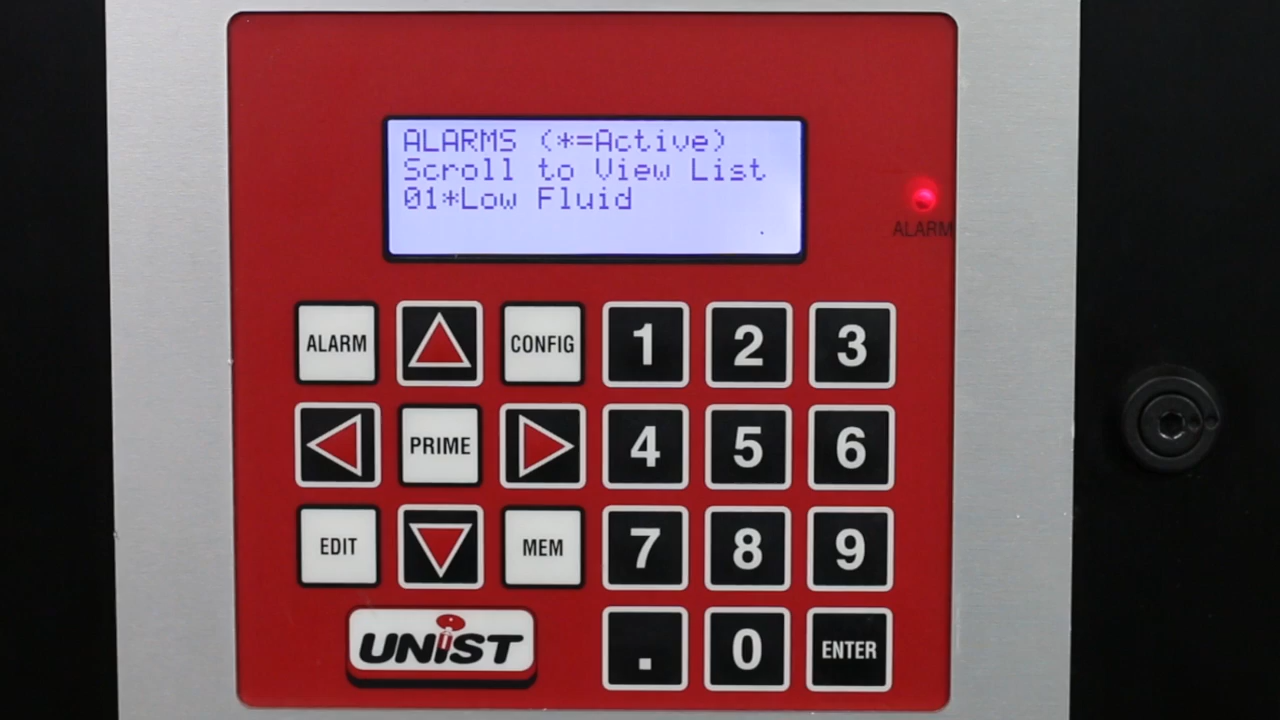 ALARMS (*=Active)
Scroll to View List
01*Low Fluid
ALARM
ALARM
CONFIG
1
2
3
PRIME
4
5
6
EDIT
MEM
7
8
9
UNIST
.
0
ENTER